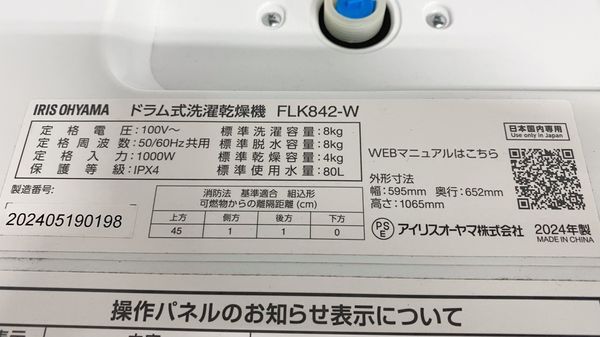 IRIS OHYAMA ドラム式洗濯乾燥機 FLK842-W
定格電圧:100V～ 標準洗濯容量:8kg
定格周波数:50/60Hz共用 標準脱水容量:8kg
定格入力:1000W 標準乾燥容量:4kg
保護等級:IPX4 標準使用水量:80L
製造番号:
202405190198
消防法 基準適合 組込形
可燃物からの離隔距離(cm)
上方 側方 後方 下方
45 1 1 0
日本国内専用
Use only in Japan
WEBマニュアルはこちら
外形寸法
幅:595mm 奥行:652mm
高さ:1065mm
PSE アイリスオーヤマ株式会社
2024年製
MADE IN CHINA
操作パネルのお知らせ表示について